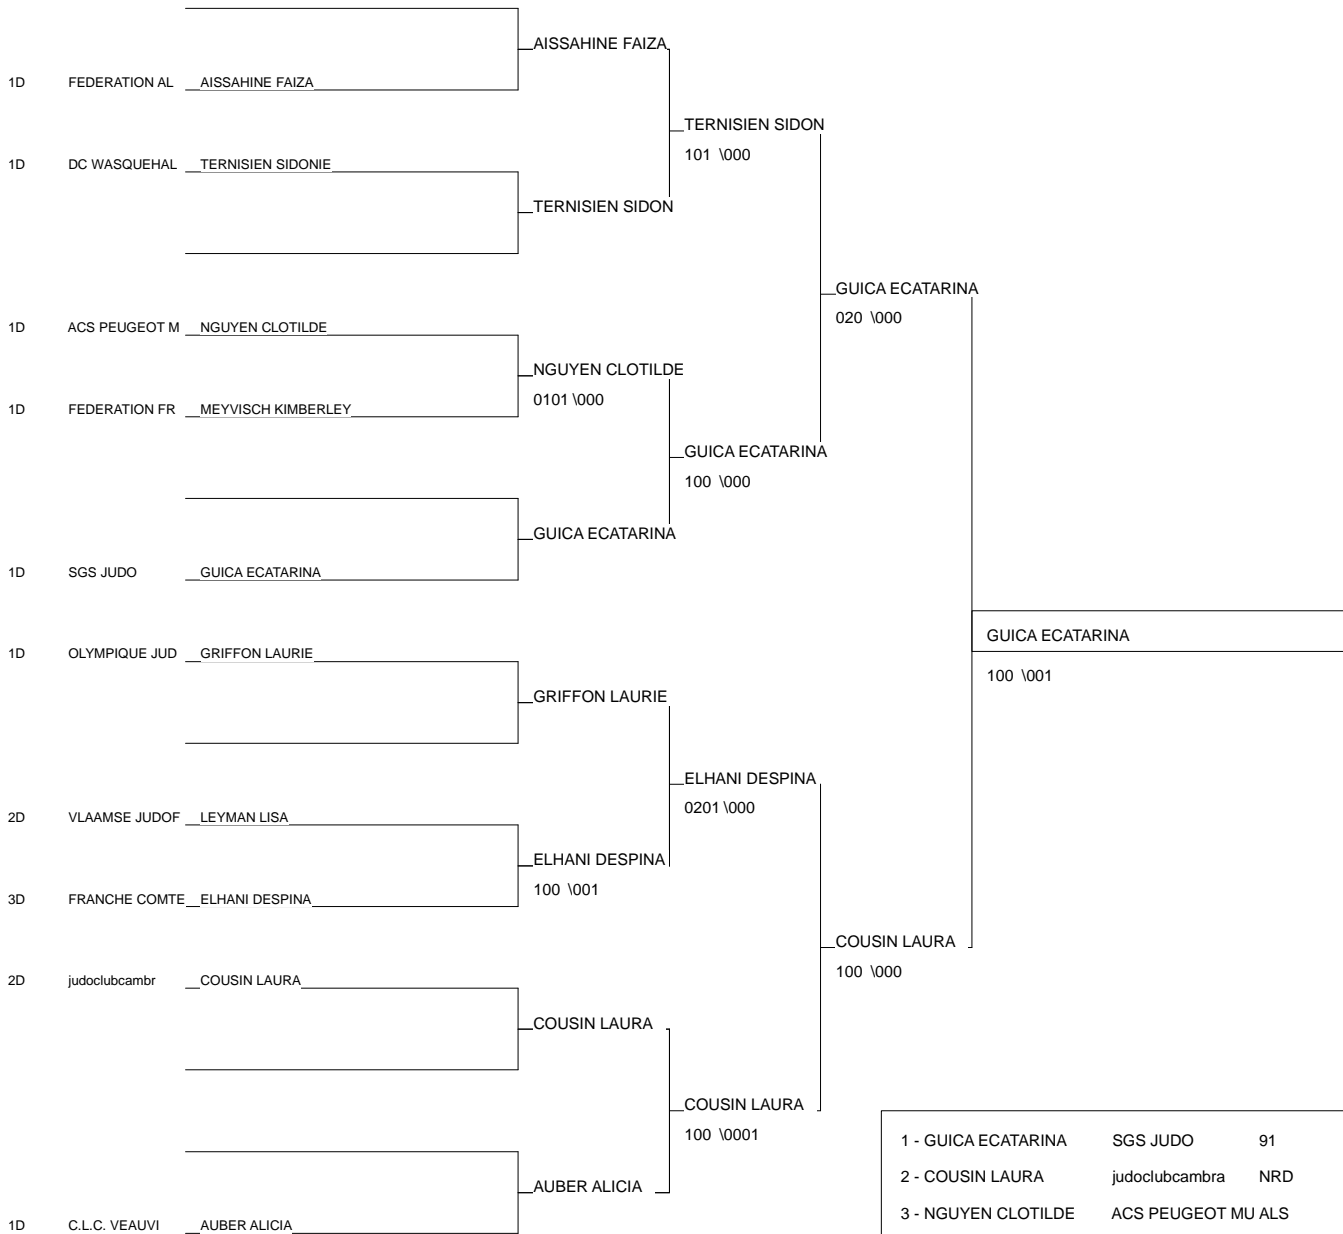 AISSAHINE FAIZA
1D FEDERATION AL AISSAHINE FAIZA
TERNISIEN SIDON
101 \000
1D DC WASQUEHAL TERNISIEN SIDONIE
TERNISIEN SIDON
GUICA ECATARINA
020 \000
1D ACS PEUGEOT M NGUYEN CLOTILDE
NGUYEN CLOTILDE
0101 \000
1D FEDERATION FR MEYVISCH KIMBERLEY
GUICA ECATARINA
100 \000
GUICA ECATARINA
1D SGS JUDO GUICA ECATARINA
GUICA ECATARINA
100 \001
1D OLYMPIQUE JUD GRIFFON LAURIE
GRIFFON LAURIE
ELHANI DESPINA
0201 \000
2D VLAAMSE JUDOF LEYMAN LISA
ELHANI DESPINA
100 \001
3D FRANCHE COMTE ELHANI DESPINA
COUSIN LAURA
100 \000
2D judoclubcambr COUSIN LAURA
COUSIN LAURA
COUSIN LAURA
100 \0001
AUBER ALICIA
1D C.L.C. VEAUVI AUBER ALICIA
1 - GUICA ECATARINA SGS JUDO 91
2 - COUSIN LAURA judoclubcambra NRD
3 - NGUYEN CLOTILDE ACS PEUGEOT MU ALS